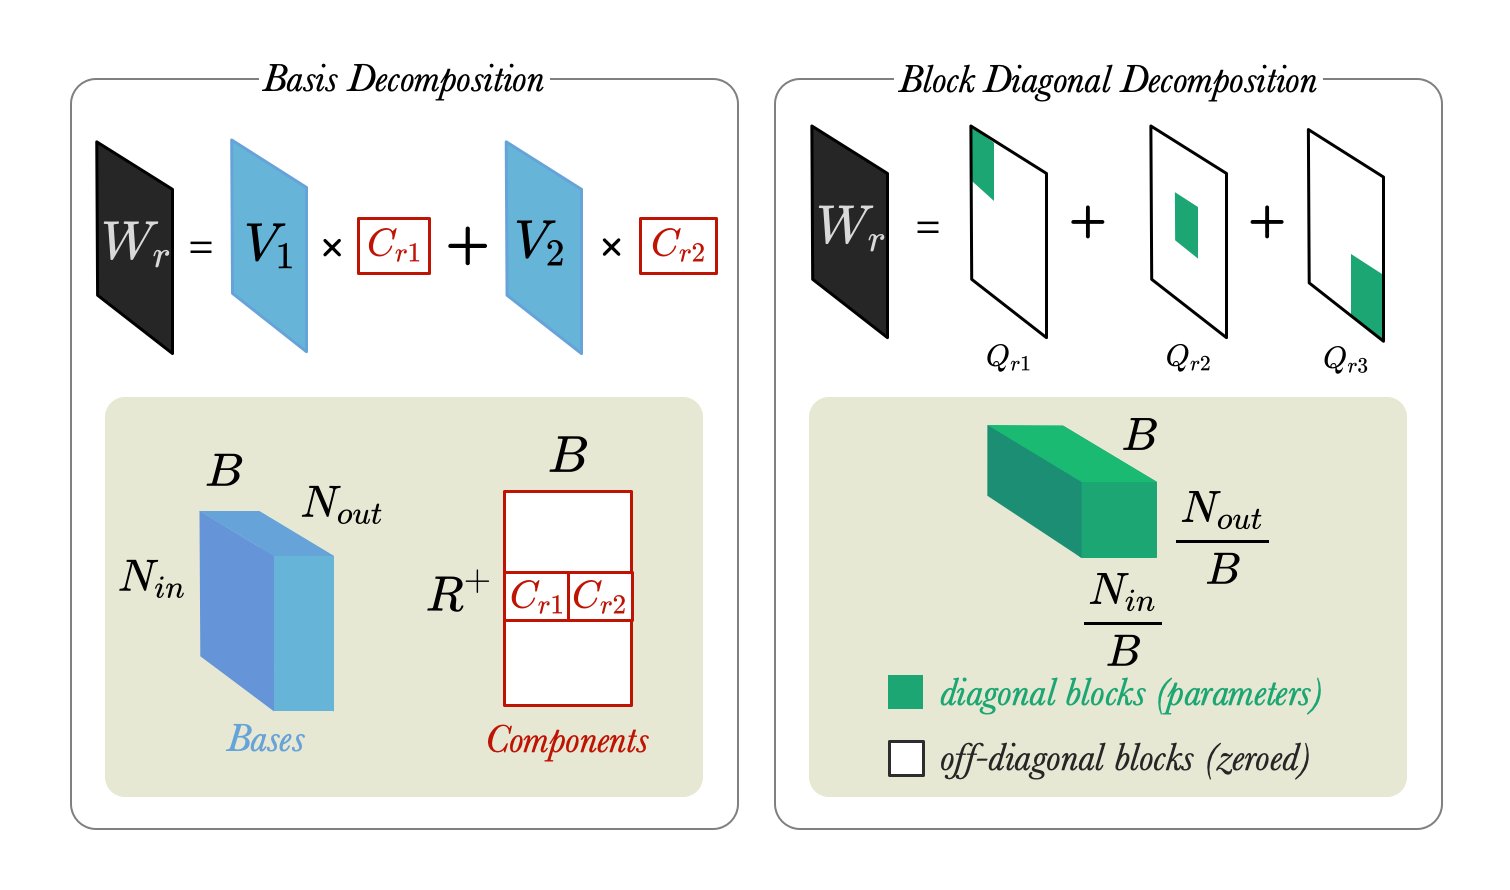 Basis Decomposition
W_r = V_1 × C_{r1} + V_2 × C_{r2}
B
N_{out}
N_{in}
Bases
B
R^+
C_{r1} C_{r2}
Components
Block Diagonal Decomposition
W_r = + +
Q_{r1} Q_{r2} Q_{r3}
B
\frac{N_{out}}{B}
\frac{N_{in}}{B}
diagonal blocks (parameters)
off-diagonal blocks (zeroed)